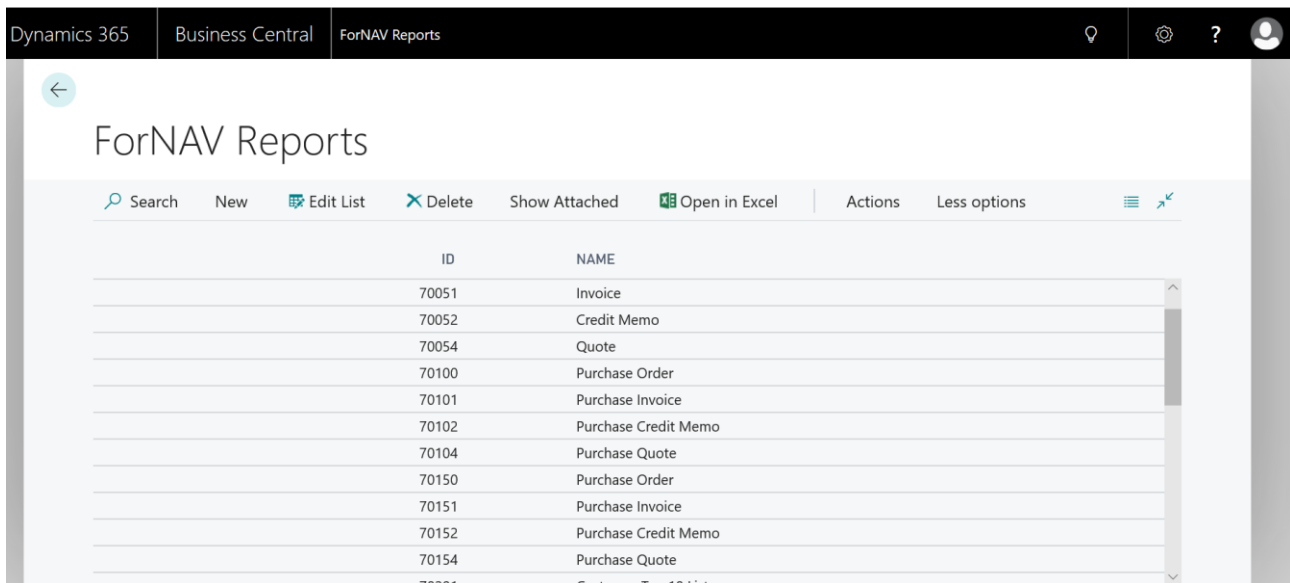 Dynamics 365 Business Central ForNAV Reports ?
ForNAV Reports
Search New Edit List Delete Show Attached Open in Excel Actions Less options
ID NAME
70051 Invoice
70052 Credit Memo
70054 Quote
70100 Purchase Order
70101 Purchase Invoice
70102 Purchase Credit Memo
70104 Purchase Quote
70150 Purchase Order
70151 Purchase Invoice
70152 Purchase Credit Memo
70154 Purchase Quote